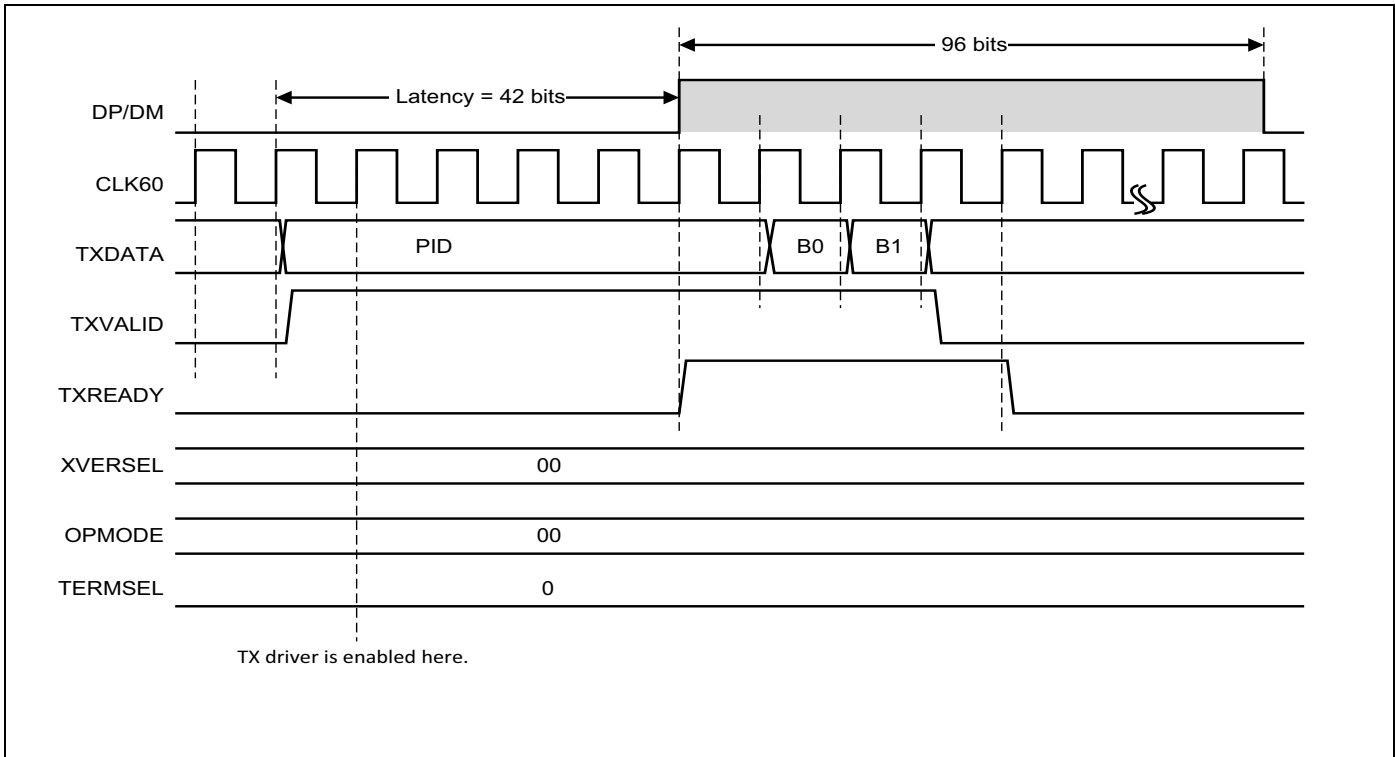 96 bits
Latency = 42 bits
DP/DM
CLK60
TXDATA PID B0 B1
TXVALID
TXREADY
XVERSEL 00
OPMODE 00
TERMSEL 0
TX driver is enabled here.